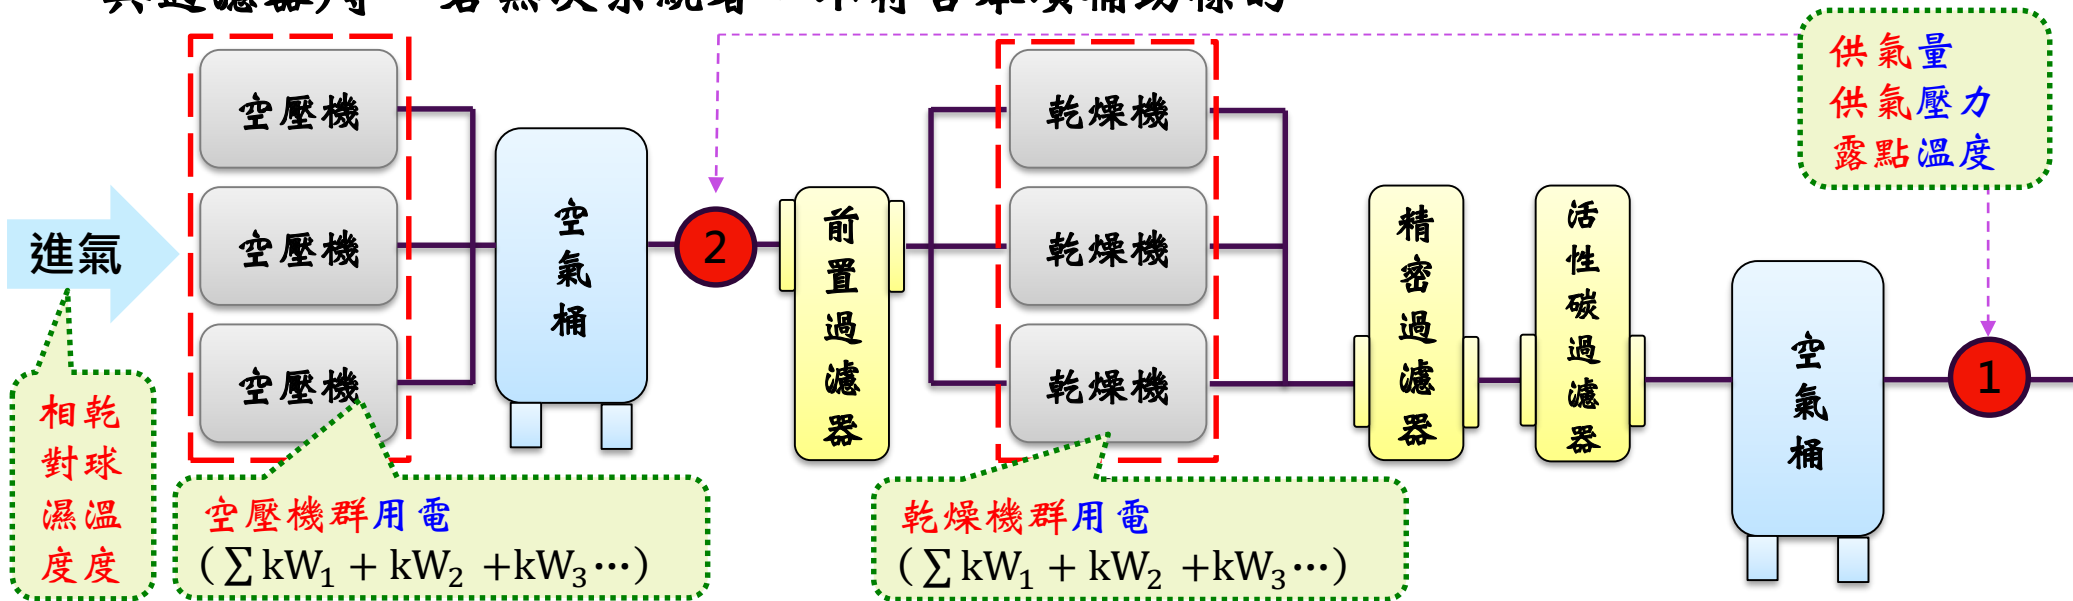 供氣量
供氣壓力
露點溫度
進氣
空壓機
空壓機
空壓機
空氣桶
2
前置過濾器
乾燥機
乾燥機
乾燥機
精密過濾器
活性碳過濾器
空氣桶
1
乾球溫度
相對濕度
空壓機群用電
(∑kW₁ + kW₂ +kW₃⋯)
乾燥機群用電
(∑kW₁ + kW₂ +kW₃⋯)